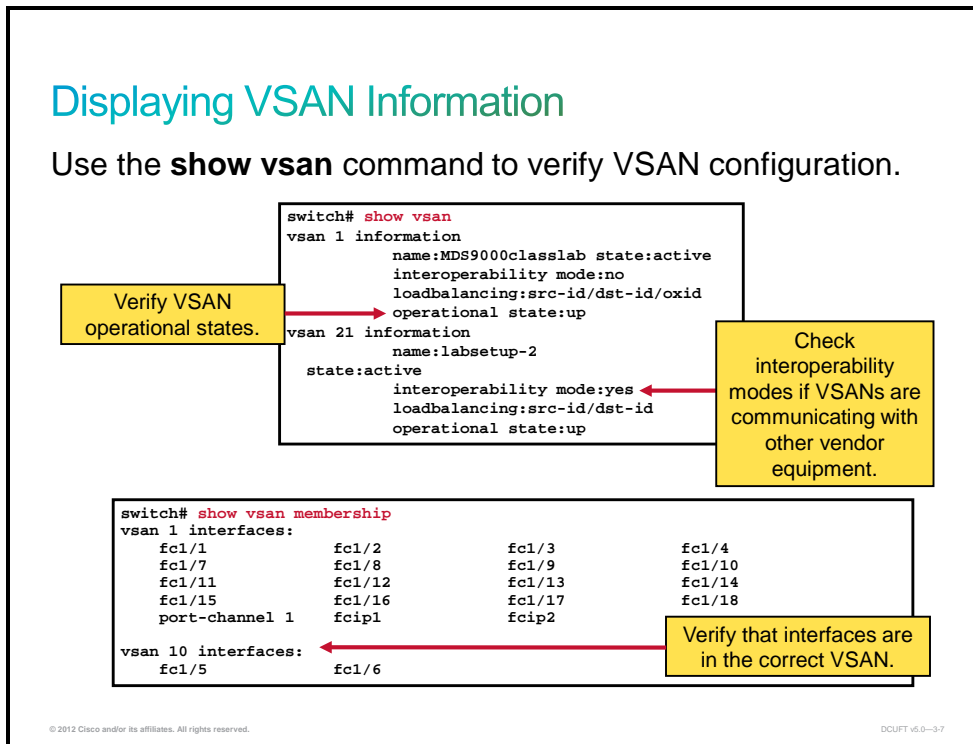 Displaying VSAN Information
Use the show vsan command to verify VSAN configuration.
switch# show vsan
vsan 1 information
name:MDS9000classlab state:active
interoperability mode:no
loadbalancing:src-id/dst-id/oxid
operational state:up
vsan 21 information
name:labsetup-2
state:active
interoperability mode:yes
loadbalancing:src-id/dst-id
operational state:up
Verify VSAN
operational states.
Check
interoperability
modes if VSANs are
communicating with
other vendor
equipment.
switch# show vsan membership
vsan 1 interfaces:
fc1/1 fc1/2 fc1/3 fc1/4
fc1/7 fc1/8 fc1/9 fc1/10
fc1/11 fc1/12 fc1/13 fc1/14
fc1/15 fc1/16 fc1/17 fc1/18
port-channel 1 fcip1 fcip2
vsan 10 interfaces:
fc1/5 fc1/6
Verify that interfaces are
in the correct VSAN.
© 2012 Cisco and/or its affiliates. All rights reserved.
DCUFT v5.0—3-7